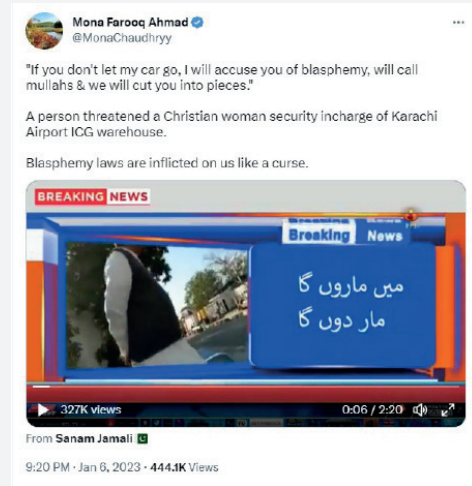 Mona Farooq Ahmad
@MonaChaudhryy
"If you don't let my car go, I will accuse you of blasphemy, will call
mullahs & we will cut you into pieces."
A person threatened a Christian woman security incharge of Karachi
Airport ICG warehouse.
Blasphemy laws are inflicted on us like a curse.
BREAKING NEWS
Breaking News
میں ماروں گا
مار دوں گا
327K views
0:06 / 2:20
From Sanam Jamali
9:20 PM · Jan 6, 2023 · 444.1K Views